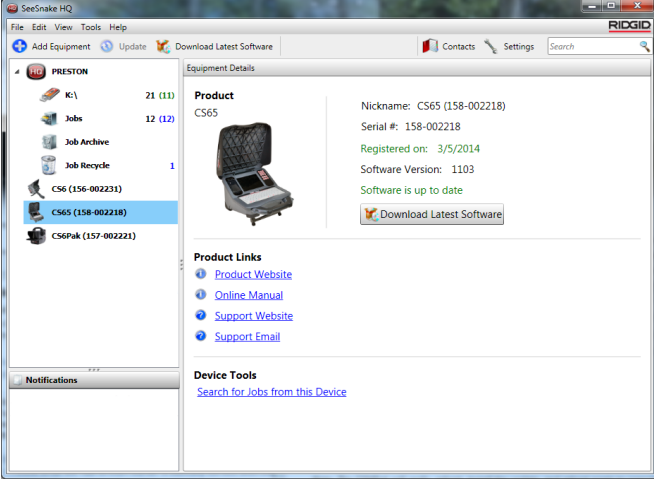 SeeSnake HQ
File Edit View Tools Help
RIDGID
Add Equipment Update Download Latest Software Contacts Settings Search
HQ PRESTON
K:\ 21 (11)
Jobs 12 (12)
Job Archive
Job Recycle 1
CS6 (156-002231)
CS65 (158-002218)
CS6Pak (157-002221)
Notifications
Equipment Details
Product
CS65
Nickname: CS65 (158-002218)
Serial #: 158-002218
Registered on: 3/5/2014
Software Version: 1103
Software is up to date
Download Latest Software
Product Links
Product Website
Online Manual
Support Website
Support Email
Device Tools
Search for Jobs from this Device